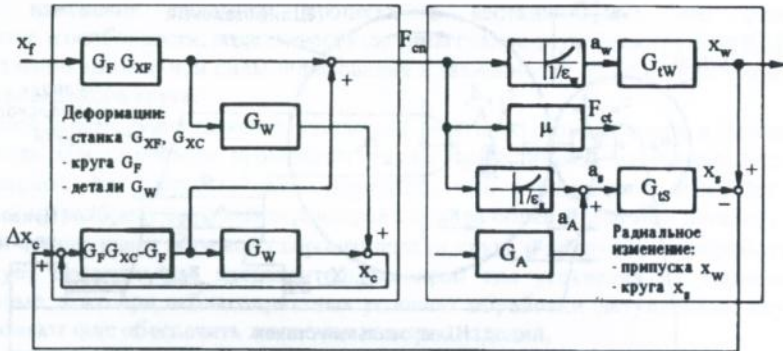 x_f
G_F G_XF
F_cn
1/ε_w
a_w
G_tW
x_w
Деформации:
- станка G_XF, G_XC
- круга G_F
- детали G_W
G_W
+
μ
F_ct
+
1/ε_s
a_s
G_tS
x_s
+
−
a_A
+
G_A
Радиальное
изменение:
- припуска x_W
- круга x_s
Δx_c
+
G_F G_XC-G_F
G_W
x_c